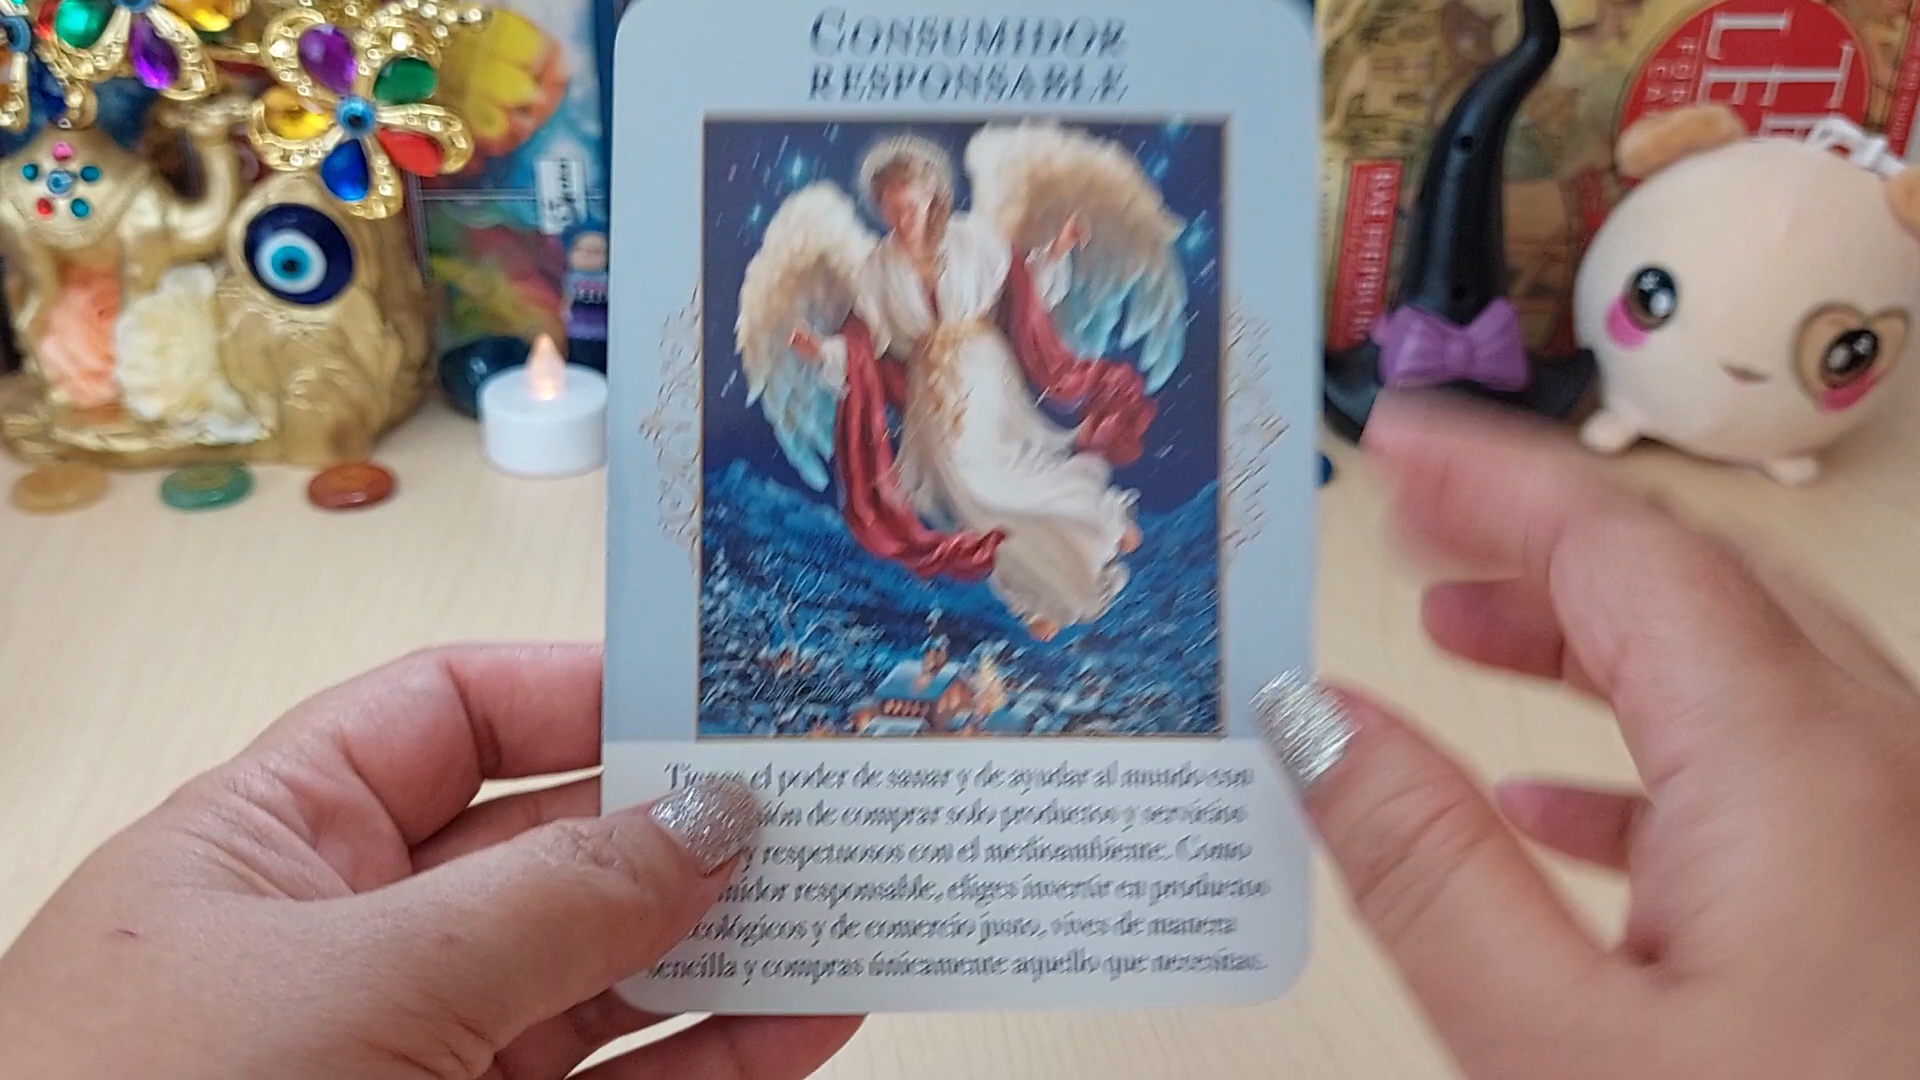 CONSUMIDOR
RESPONSABLE
Tienes el poder de sanar y de ayudar al mundo con
de comprar solo productos y servicios
y respetuosos con el medioambiente. Como
responsable, eliges invertir en productos
ecológicos y de comercio justo, vives de manera
sencilla y compras únicamente aquello que necesitas.